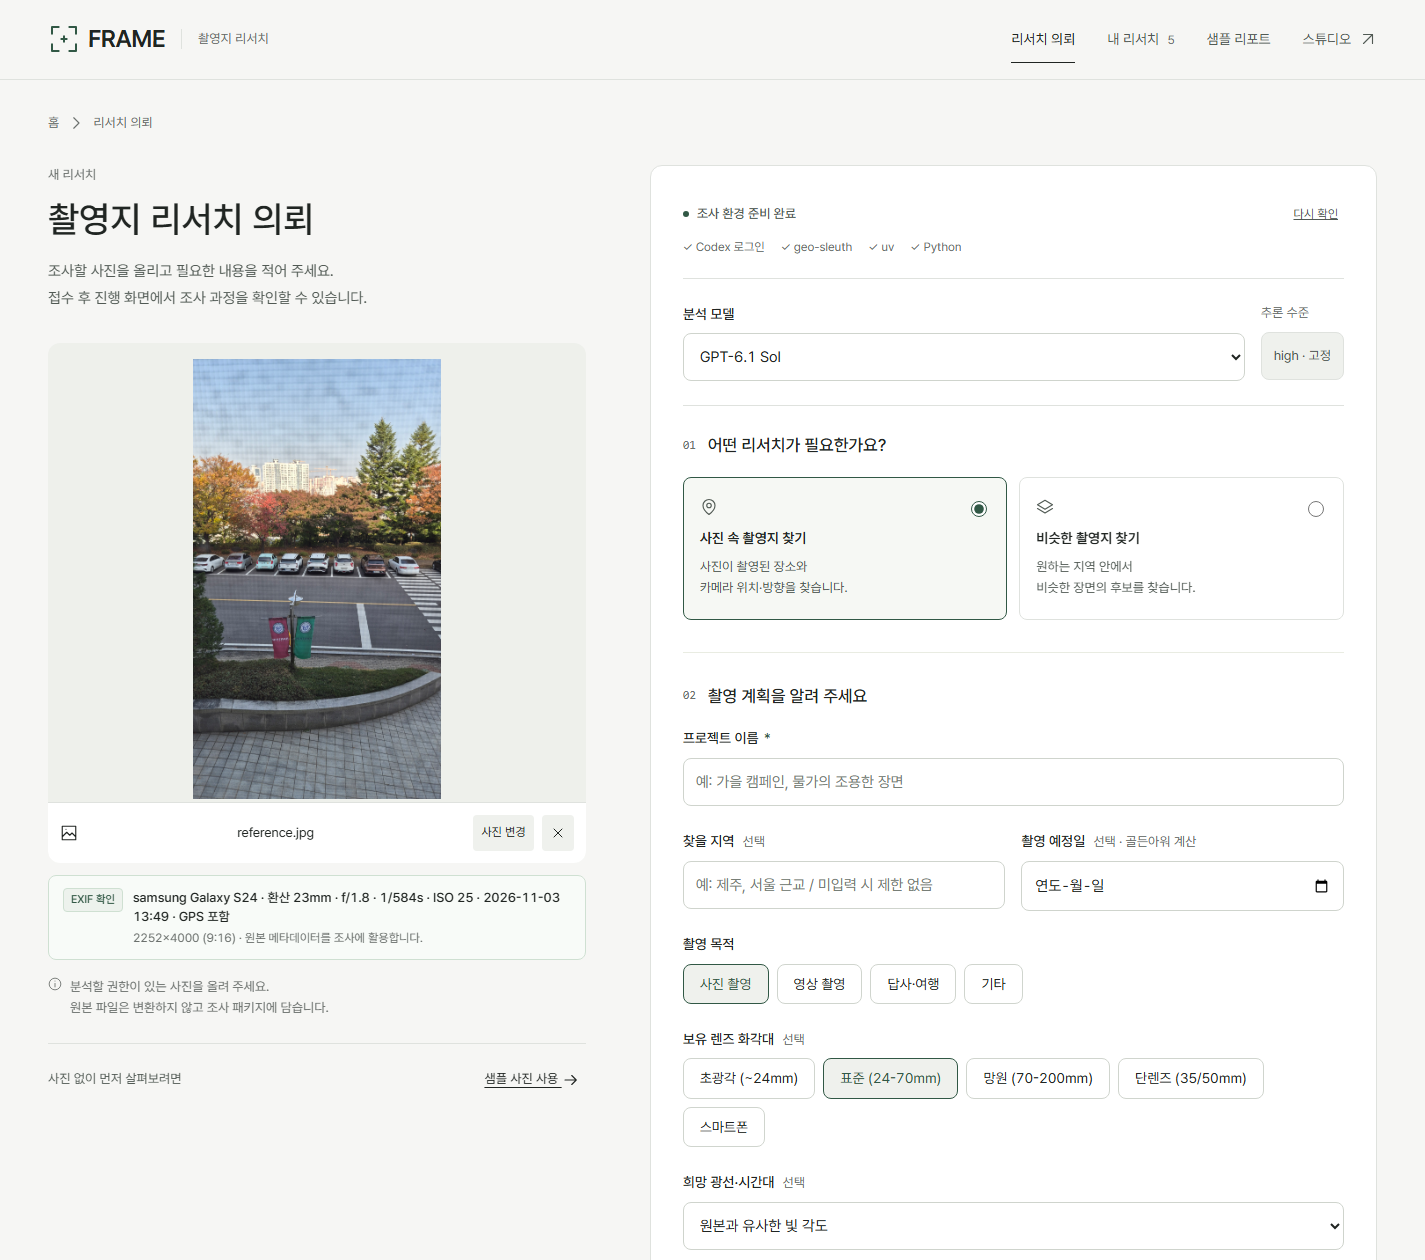 FRAME
촬영지 리서치
리서치 의뢰
내 리서치 5
샘플 리포트
스튜디오
홈
리서치 의뢰
새 리서치
촬영지 리서치 의뢰
조사할 사진을 올리고 필요한 내용을 적어 주세요.
접수 후 진행 화면에서 조사 과정을 확인할 수 있습니다.
reference.jpg
사진 변경
EXIF 확인
samsung Galaxy S24 · 환산 23mm · f/1.8 · 1/584s · ISO 25 · 2026-11-03
13:49 · GPS 포함
2252×4000 (9:16) · 원본 메타데이터를 조사에 활용합니다.
분석할 권한이 있는 사진을 올려 주세요.
원본 파일은 변환하지 않고 조사 패키지에 담습니다.
사진 없이 먼저 살펴보려면
샘플 사진 사용
조사 환경 준비 완료
다시 확인
Codex 로그인
geo-sleuth
uv
Python
분석 모델
추론 수준
GPT-6.1 Sol
high · 고정
01 어떤 리서치가 필요한가요?
사진 속 촬영지 찾기
사진이 촬영된 장소와
카메라 위치·방향을 찾습니다.
비슷한 촬영지 찾기
원하는 지역 안에서
비슷한 장면의 후보를 찾습니다.
02 촬영 계획을 알려 주세요
프로젝트 이름 *
예: 가을 캠페인, 물가의 조용한 장면
찾을 지역 선택
예: 제주, 서울 근교 / 미입력 시 제한 없음
촬영 예정일 선택 · 골든아워 계산
연도-월-일
촬영 목적
사진 촬영
영상 촬영
답사·여행
기타
보유 렌즈 화각대 선택
초광각 (~24mm)
표준 (24-70mm)
망원 (70-200mm)
단렌즈 (35/50mm)
스마트폰
희망 광선·시간대 선택
원본과 유사한 빛 각도